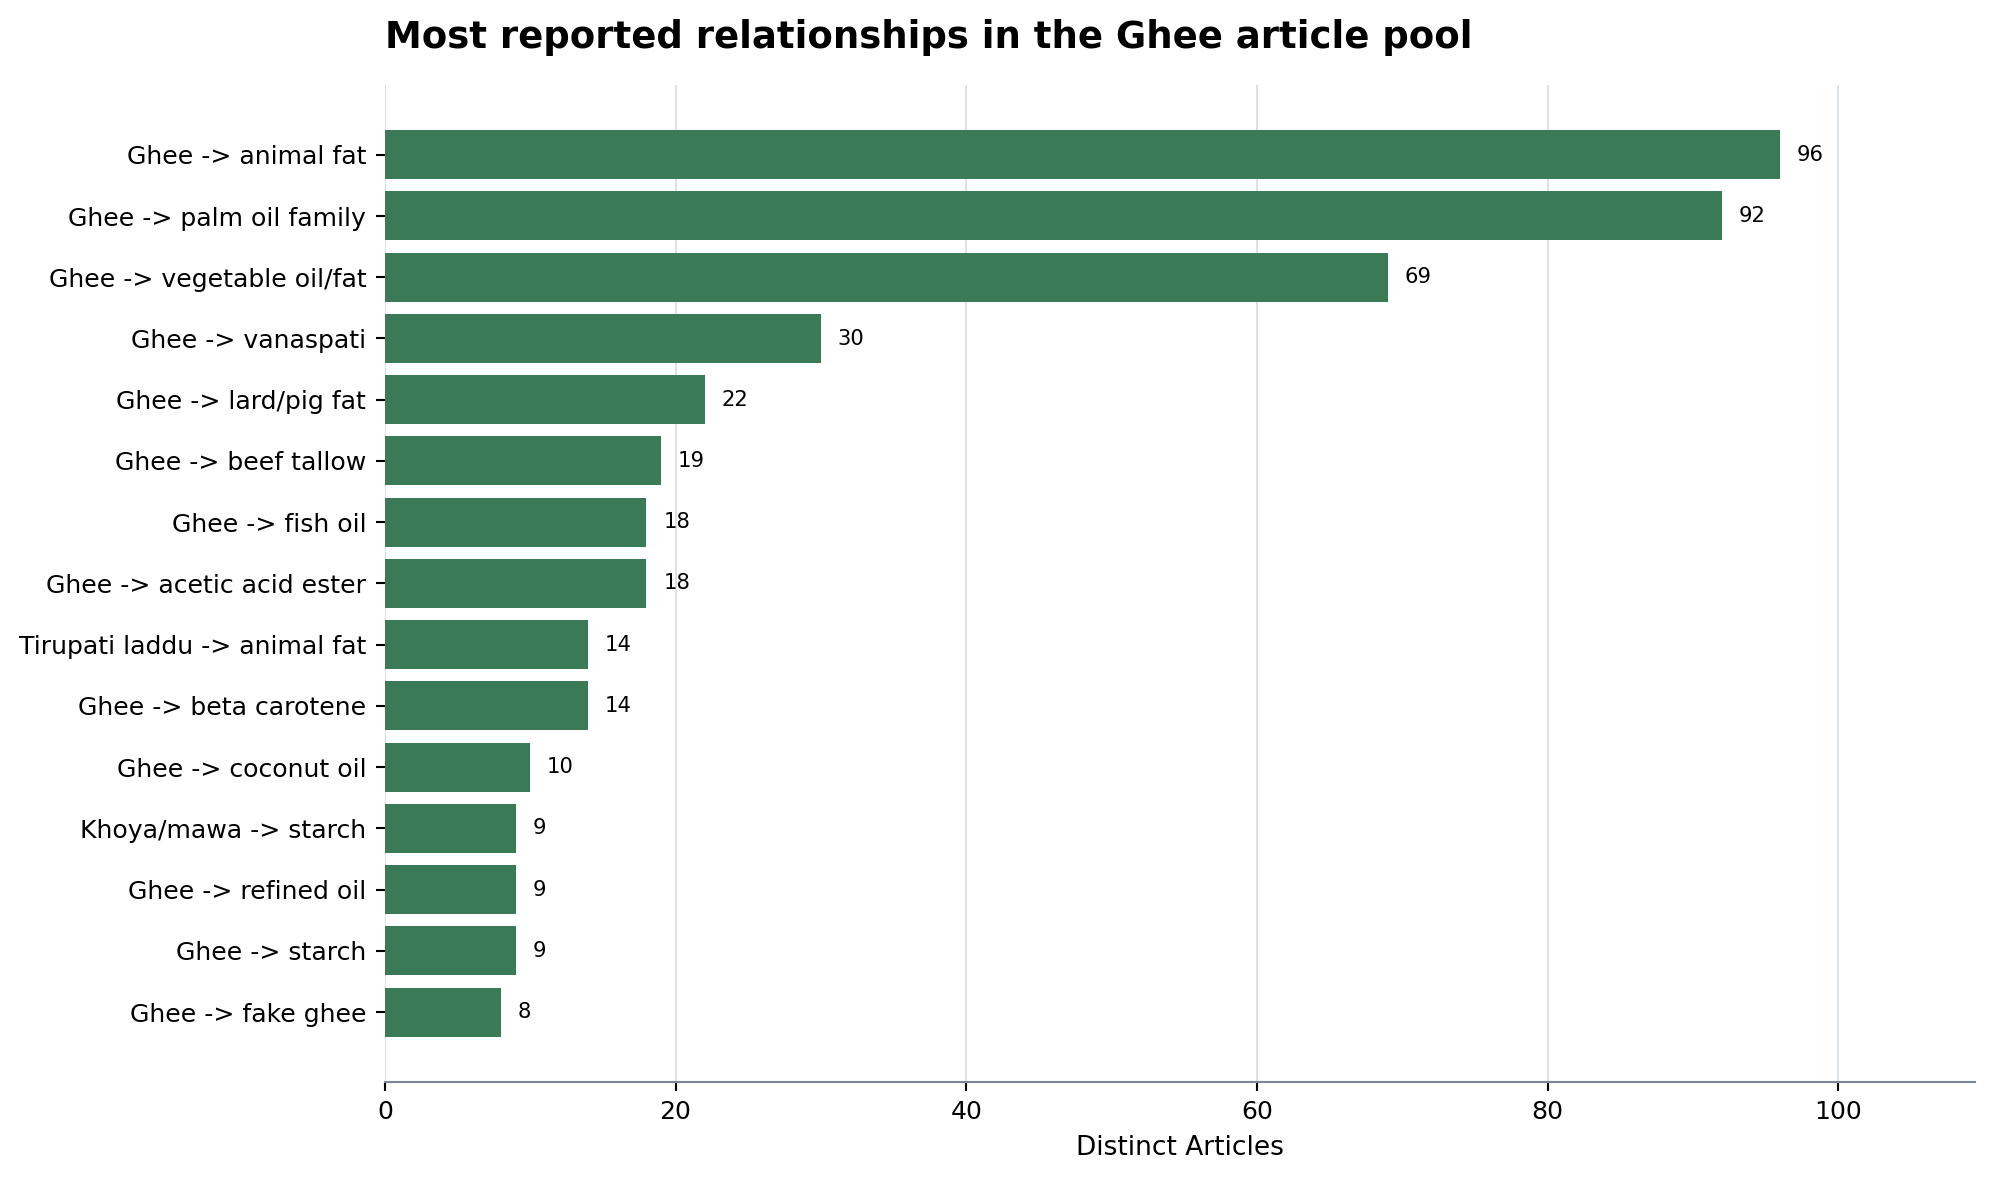 Most reported relationships in the Ghee article pool
Ghee -> animal fat 96
Ghee -> palm oil family 92
Ghee -> vegetable oil/fat 69
Ghee -> vanaspati 30
Ghee -> lard/pig fat 22
Ghee -> beef tallow 19
Ghee -> fish oil 18
Ghee -> acetic acid ester 18
Tirupati laddu -> animal fat 14
Ghee -> beta carotene 14
Ghee -> coconut oil 10
Khoya/mawa -> starch 9
Ghee -> refined oil 9
Ghee -> starch 9
Ghee -> fake ghee 8
0 20 40 60 80 100
Distinct Articles